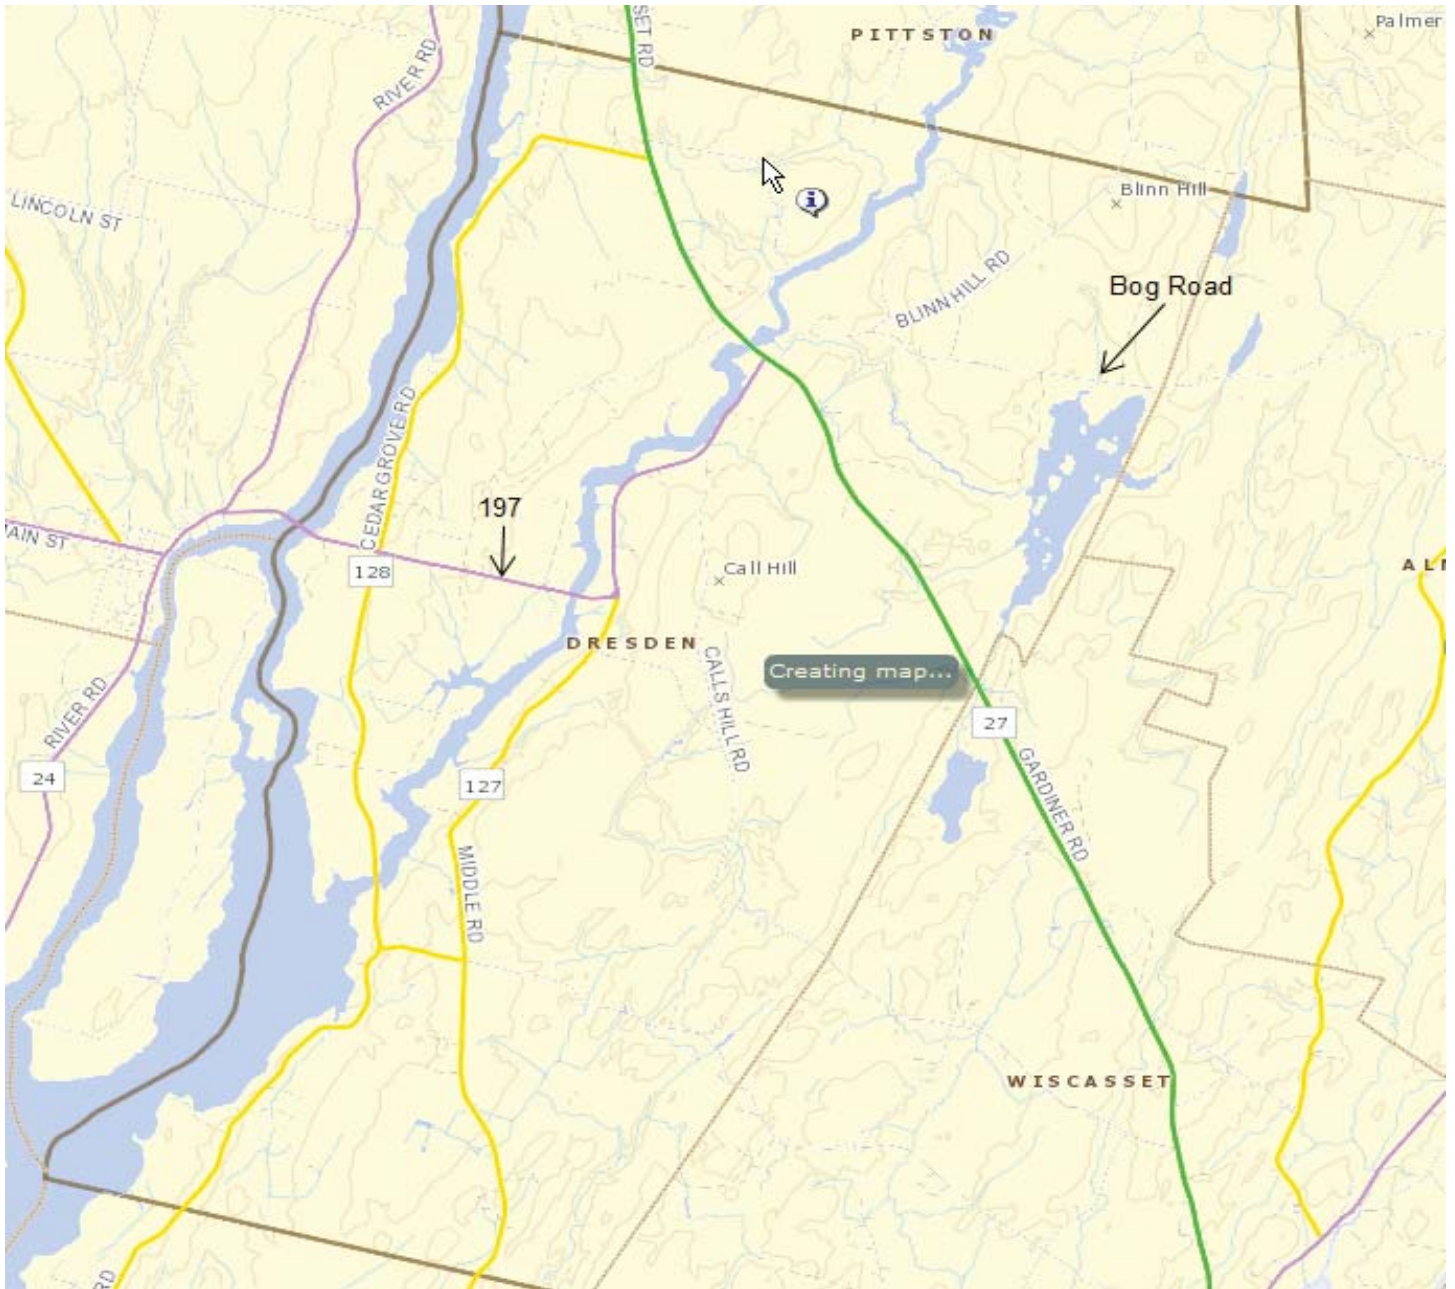 PITTSTON
Palmer
SET RD
RIVER RD
LINCOLN ST
Blinn Hill
BLINN HILL RD
Bog Road
CEDARGROVE RD
197
AIN ST
128
Call Hill
DRESDEN
CALLS HILL RD
Creating map...
27
GARDINER RD
RIVER RD
24
127
MIDDLE RD
WISCASSET
RD